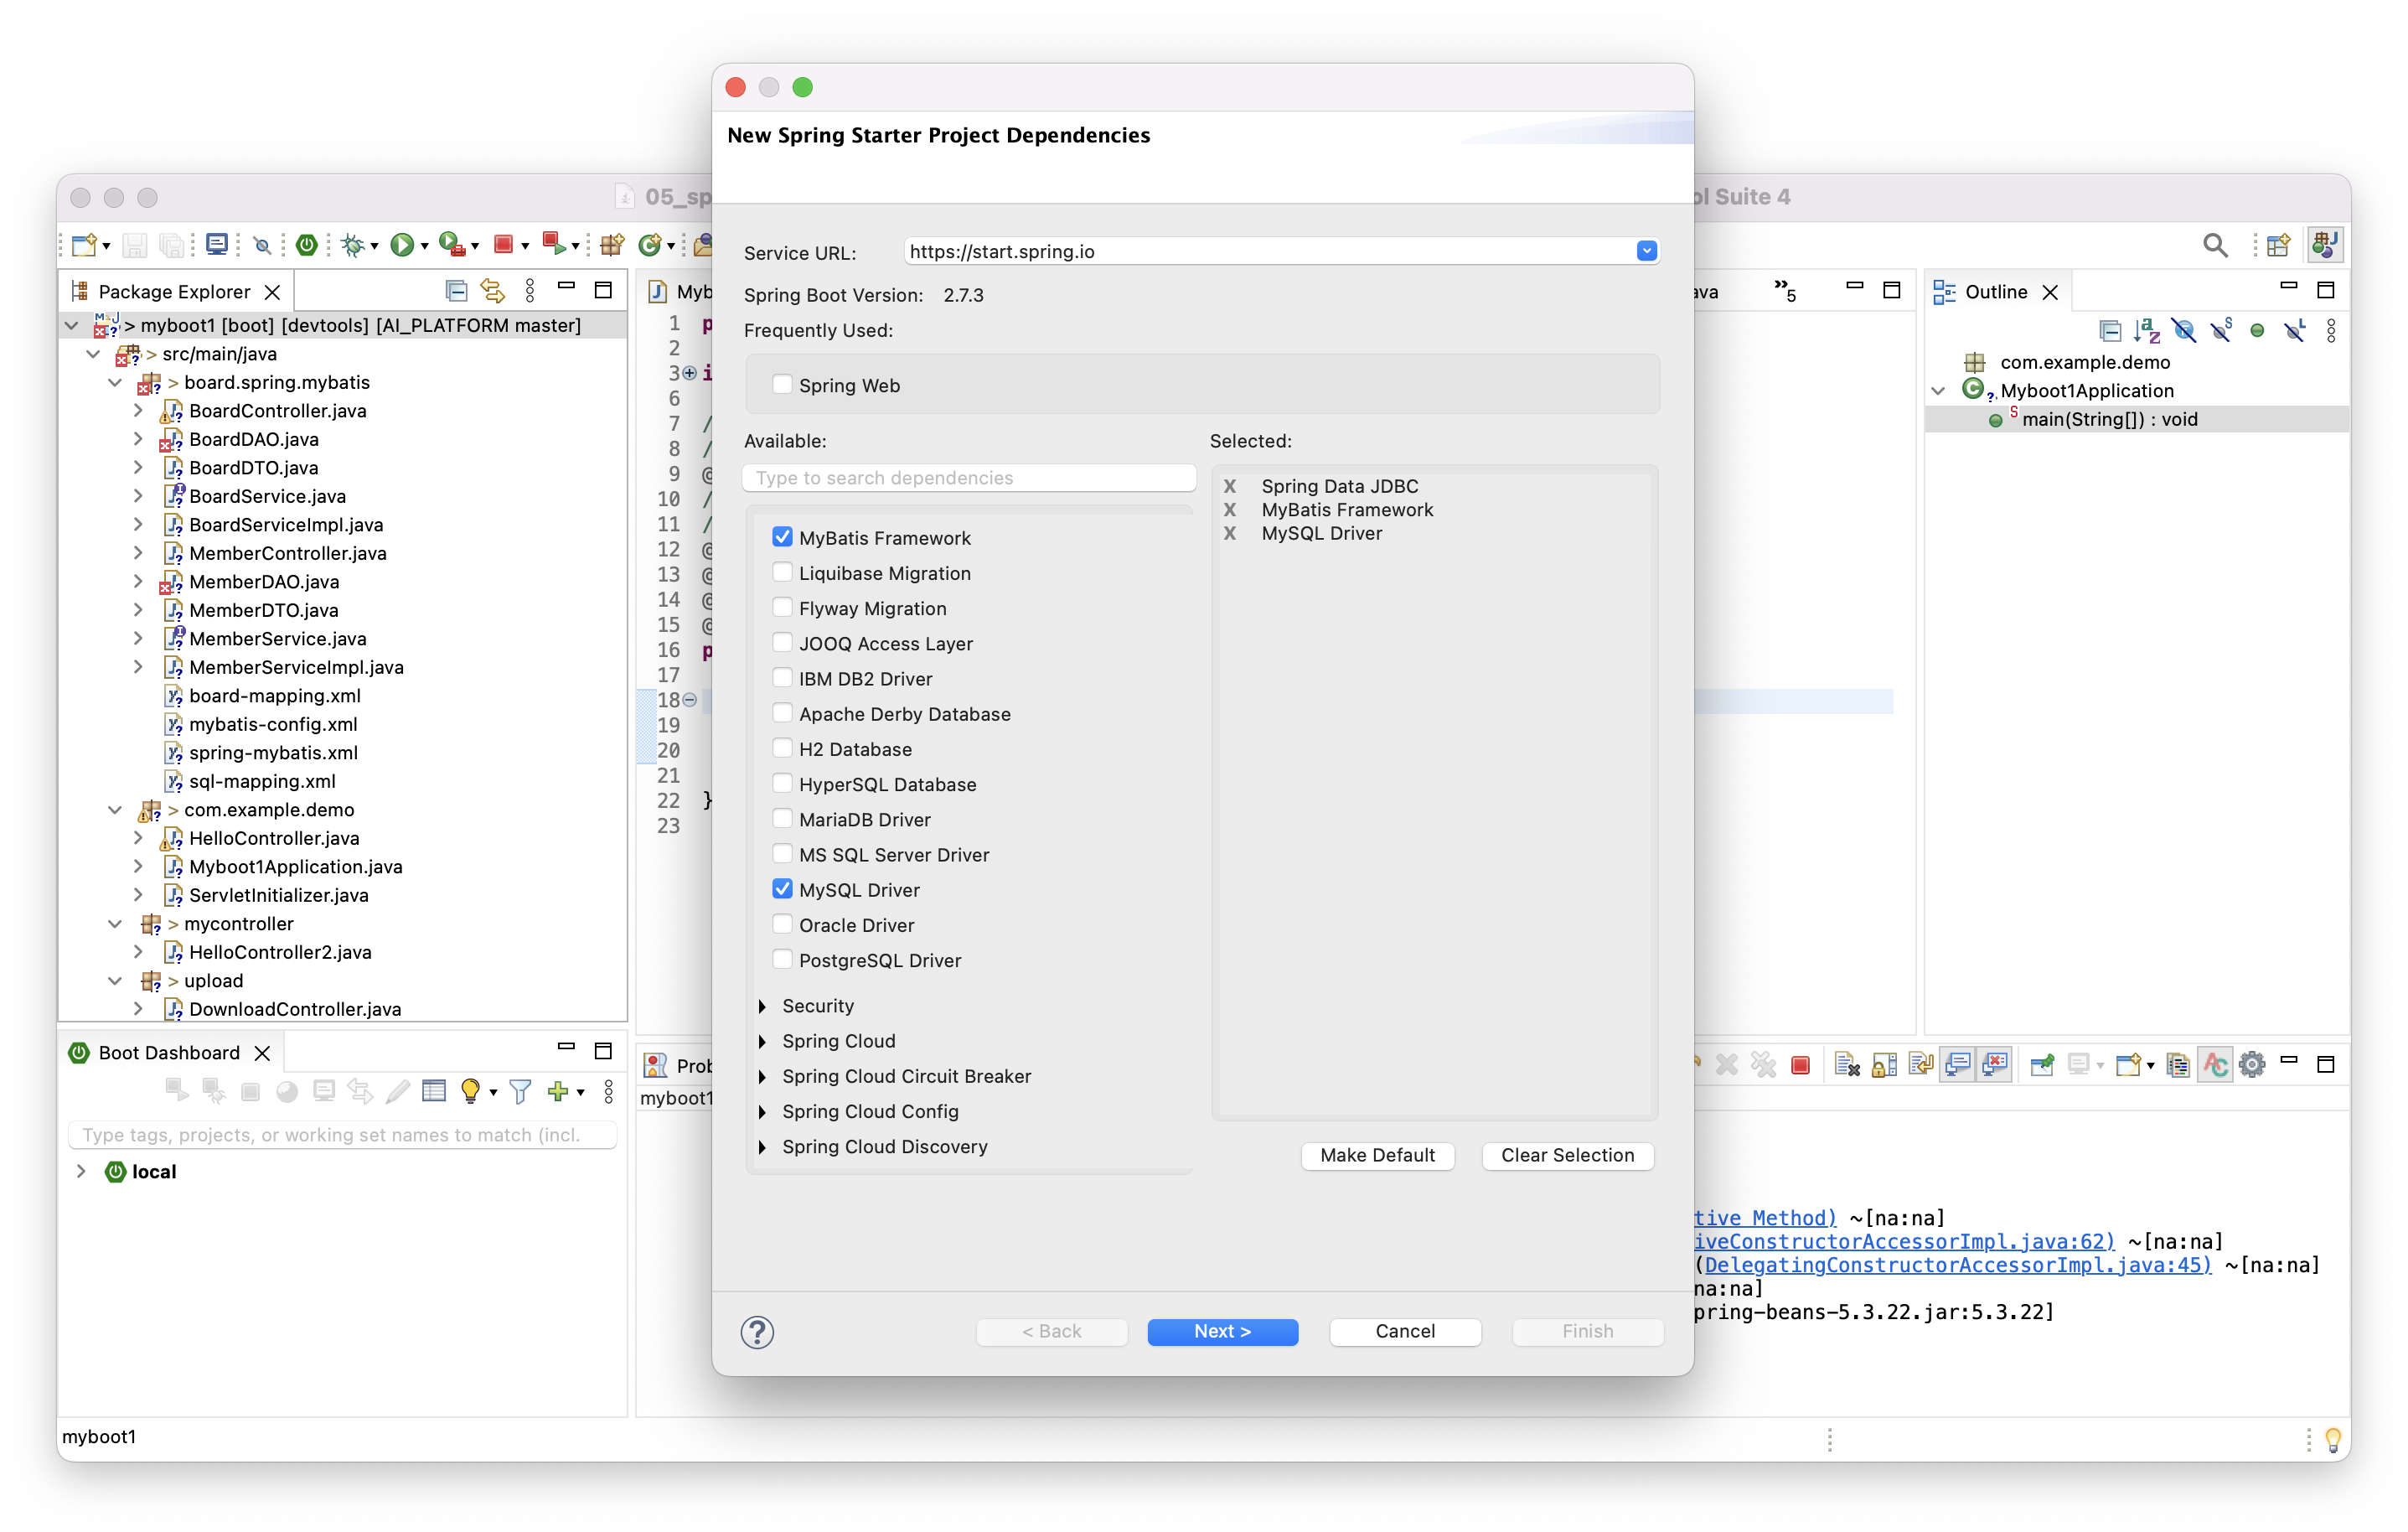 New Spring Starter Project Dependencies
05_sp
ol Suite 4
Service URL:
https://start.spring.io
Spring Boot Version: 2.7.3
Frequently Used:
Spring Web
Available:
Type to search dependencies
MyBatis Framework
Liquibase Migration
Flyway Migration
JOOQ Access Layer
IBM DB2 Driver
Apache Derby Database
H2 Database
HyperSQL Database
MariaDB Driver
MS SQL Server Driver
MySQL Driver
Oracle Driver
PostgreSQL Driver
Security
Spring Cloud
Spring Cloud Circuit Breaker
Spring Cloud Config
Spring Cloud Discovery
Selected:
X Spring Data JDBC
X MyBatis Framework
X MySQL Driver
Make Default
Clear Selection
< Back
Next >
Cancel
Finish
Package Explorer
> myboot1 [boot] [devtools] [AI_PLATFORM master]
> src/main/java
> board.spring.mybatis
BoardController.java
BoardDAO.java
BoardDTO.java
BoardService.java
BoardServiceImpl.java
MemberController.java
MemberDAO.java
MemberDTO.java
MemberService.java
MemberServiceImpl.java
board-mapping.xml
mybatis-config.xml
spring-mybatis.xml
sql-mapping.xml
> com.example.demo
HelloController.java
Myboot1Application.java
ServletInitializer.java
> mycontroller
HelloController2.java
> upload
DownloadController.java
Boot Dashboard
Type tags, projects, or working set names to match (incl.
local
myboot1
Myb
ava
»5
1 p
2
3 i
6
7 /
8 /
9 @
10 /
11 /
12 @
13 @
14 @
15 @
16 p
17
18
19
20
21
22 }
23
Outline
com.example.demo
Myboot1Application
main(String[]) : void
Prob
myboot1
tive Method) ~[na:na]
iveConstructorAccessorImpl.java:62) ~[na:na]
(DelegatingConstructorAccessorImpl.java:45) ~[na:na]
na:na]
pring-beans-5.3.22.jar:5.3.22]